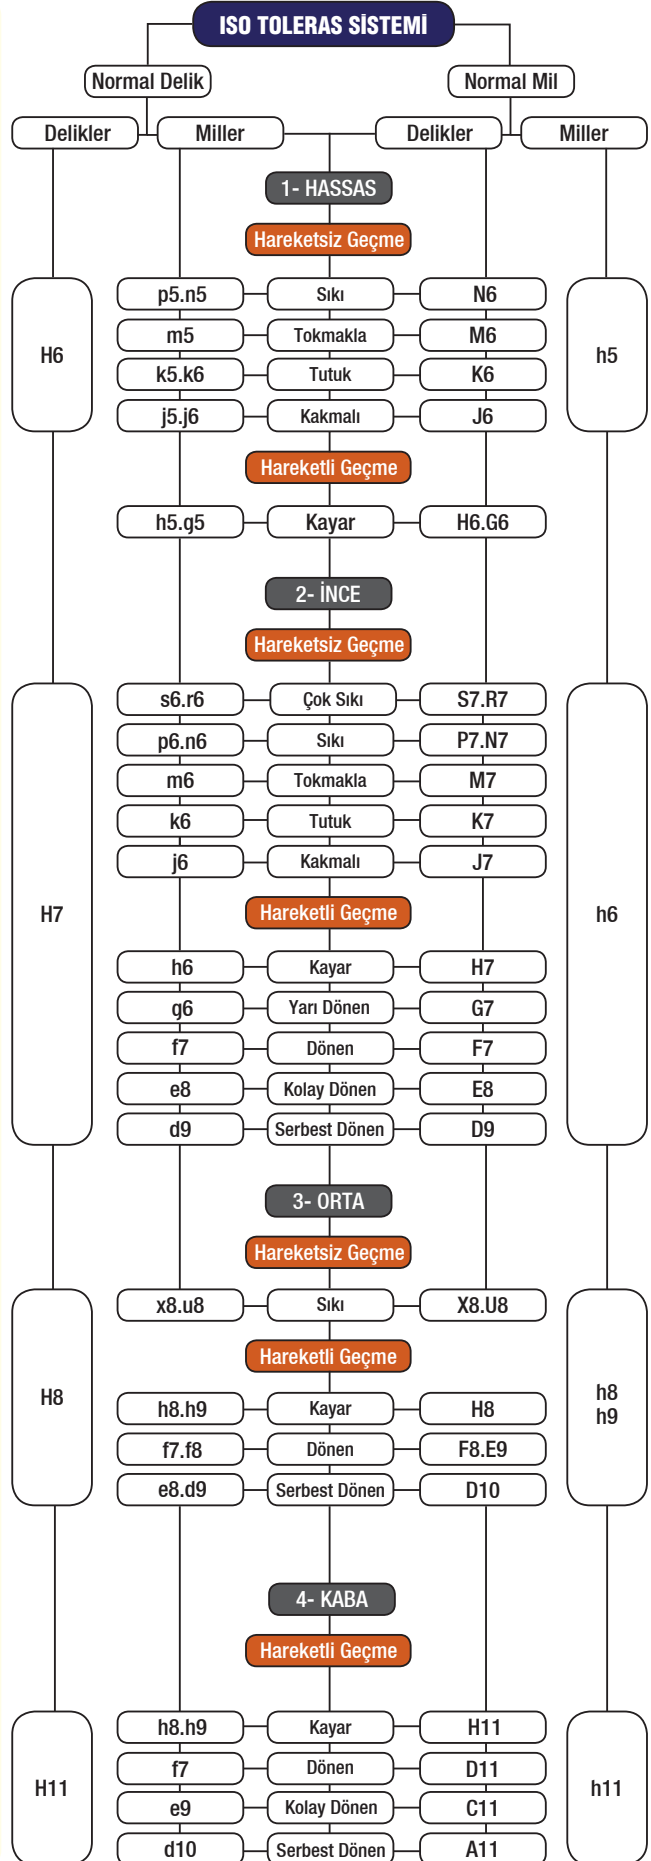 ISO TOLERAS SİSTEMİ
Normal Delik
Normal Mil
Delikler
Miller
Delikler
Miller
1- HASSAS
Hareketsiz Geçme
p5.n5
Sıkı
N6
m5
Tokmakla
M6
H6
h5
k5.k6
Tutuk
K6
j5.j6
Kakmalı
J6
Hareketli Geçme
h5.g5
Kayar
H6.G6
2- İNCE
Hareketsiz Geçme
s6.r6
Çok Sıkı
S7.R7
p6.n6
Sıkı
P7.N7
m6
Tokmakla
M7
k6
Tutuk
K7
j6
Kakmalı
J7
H7
Hareketli Geçme
h6
h6
Kayar
H7
g6
Yarı Dönen
G7
f7
Dönen
F7
e8
Kolay Dönen
E8
d9
Serbest Dönen
D9
3- ORTA
Hareketsiz Geçme
x8.u8
Sıkı
X8.U8
Hareketli Geçme
H8
h8
h9
h8.h9
Kayar
H8
f7.f8
Dönen
F8.E9
e8.d9
Serbest Dönen
D10
4- KABA
Hareketli Geçme
h8.h9
Kayar
H11
f7
Dönen
D11
H11
h11
e9
Kolay Dönen
C11
d10
Serbest Dönen
A11